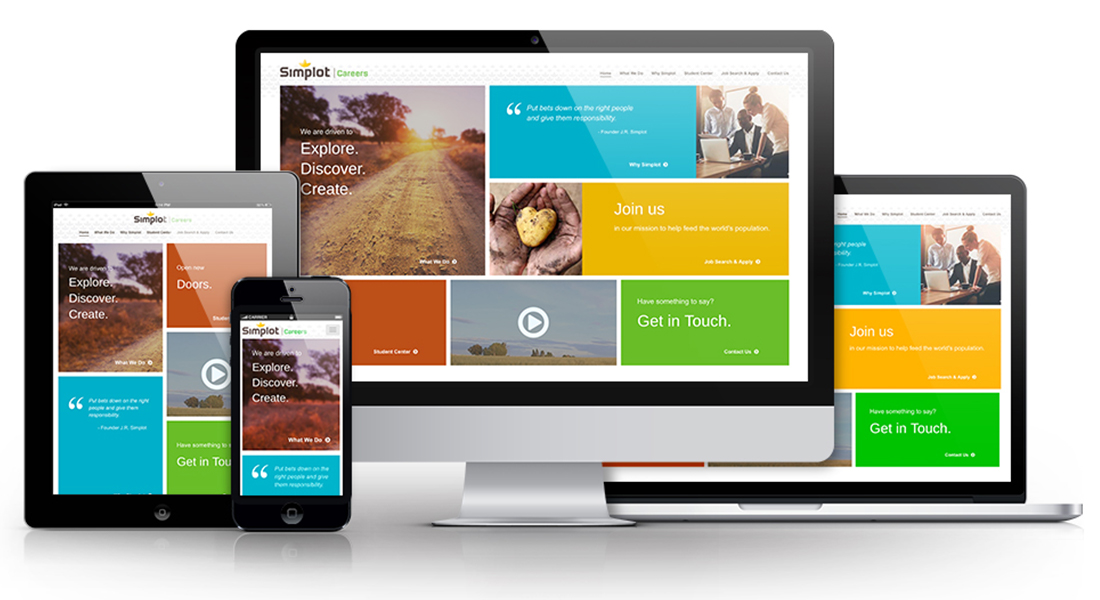 Simplot | Careers
Home What We Do Why Simplot Student Center Job Search & Apply Contact Us
We are driven to
Explore.
Discover.
Create.
What We Do
“ Put bets down on the right people
and give them responsibility.
- Founder J.R. Simplot
Why Simplot
Join us
in our mission to help feed the world's population.
Job Search & Apply
Student Center
Have something to say?
Get in Touch.
Contact Us
iPad
Simplot | Careers
Home What We Do Why Simplot Student Center Job Search & Apply Contact Us
We are driven
Explore.
Discover.
Create.
What We Do
Open new
Doors.
Stude
“ Put bets down on the right
people and give them
responsibility.
- Founder J.R. Simplot
Have something to s
Get in Tou
CARRIER
Simplot | Careers
We are driven to
Explore.
Discover.
Create.
What We Do
“ Put bets down on the
right people and give
them responsibility.
Home What We Do Why Simplot Student Center Job Search & Apply Contact Us
right people
bility.
- Founder J.R. Simplot
Why Simplot
Join us
in our mission to help feed the world's population.
Job Search & Apply
Have something to say?
Get in Touch.
Contact Us